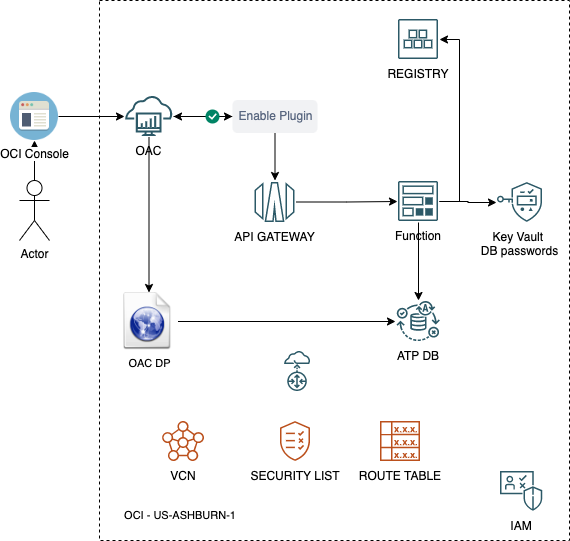 REGISTRY
Enable Plugin
OCI Console
OAC
API GATEWAY
Function
Key Vault
DB passwords
Actor
OAC DP
A
ATP DB
x.x.x.
x.x.x.
x.x.x.
VCN
SECURITY LIST
ROUTE TABLE
OCI - US-ASHBURN-1
IAM